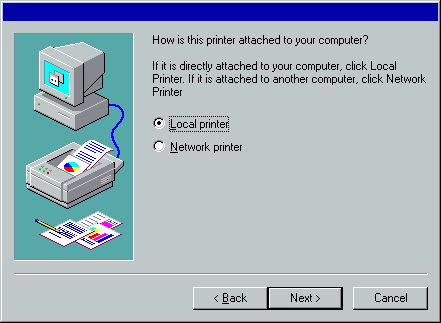 How is this printer attached to your computer?
If it is directly attached to your computer, click Local
Printer. If it is attached to another computer, click Network
Printer
Local printer
Network printer
< Back
Next >
Cancel